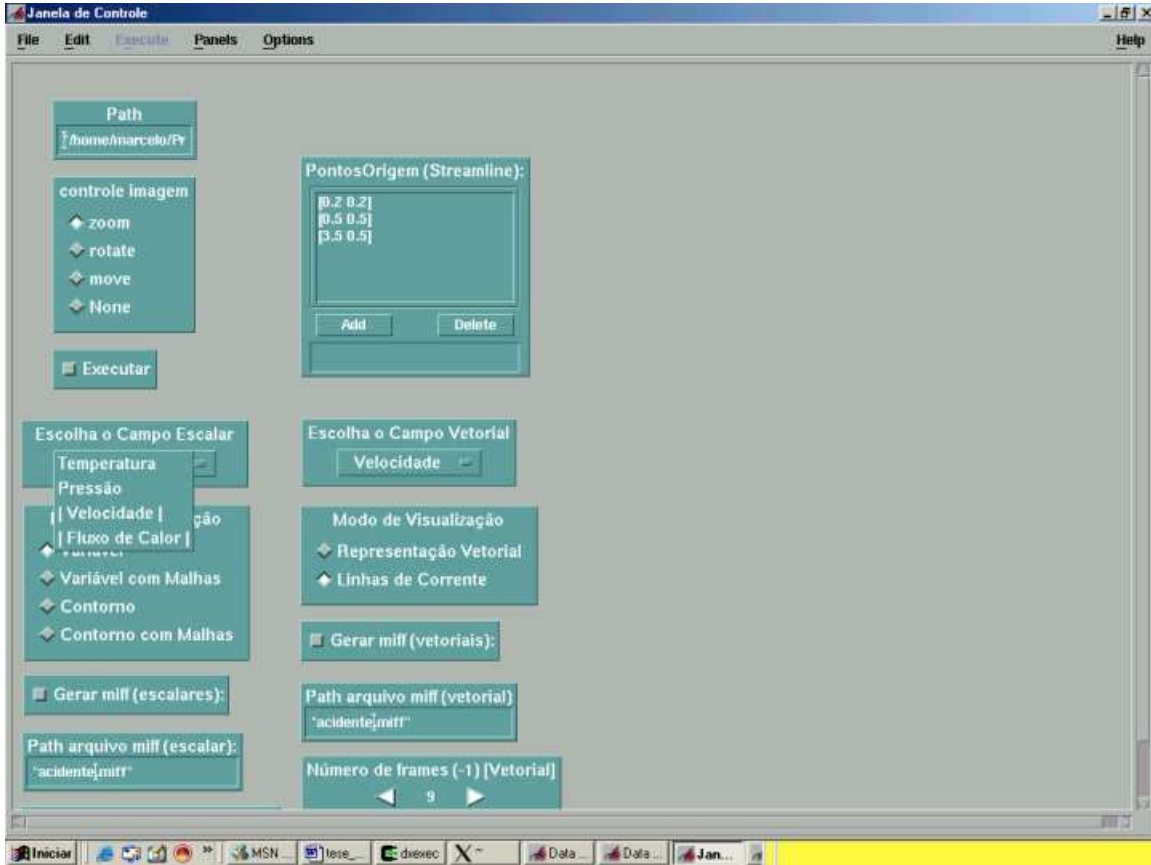 Janela de Controle
File Edit Execute Panels Options Help
Path
"/home/marcelo/Pr
controle imagem
zoom
rotate
move
None
Executar
PontosOrigem (Streamline):
[0.2 0.2]
[0.5 0.5]
[3.5 0.5]
Add Delete
Escolha o Campo Escalar
Temperatura
Pressão
| Velocidade |
| Fluxo de Calor |
Variável com Malhas
Contorno
Contorno com Malhas
Gerar miff (escalares):
Path arquivo miff (escalar):
"acidente.miff"
Escolha o Campo Vetorial
Velocidade
Modo de Visualização
Representação Vetorial
Linhas de Corrente
Gerar miff (vetoriais):
Path arquivo miff (vetorial)
"acidente.miff"
Número de frames (-1) [Vetorial]
9
Iniciar » MSN ... tese_... dxexec X ~ Data ... Data ... Jan...